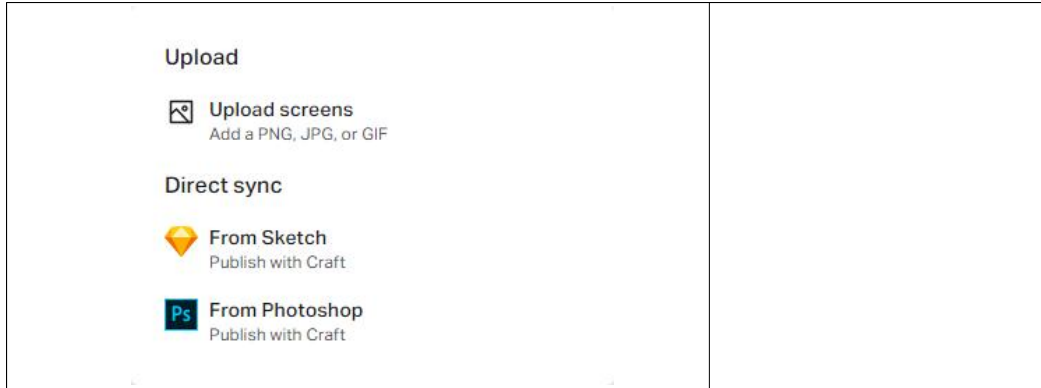 Upload
Upload screens
Add a PNG, JPG, or GIF
Direct sync
From Sketch
Publish with Craft
Ps
From Photoshop
Publish with Craft